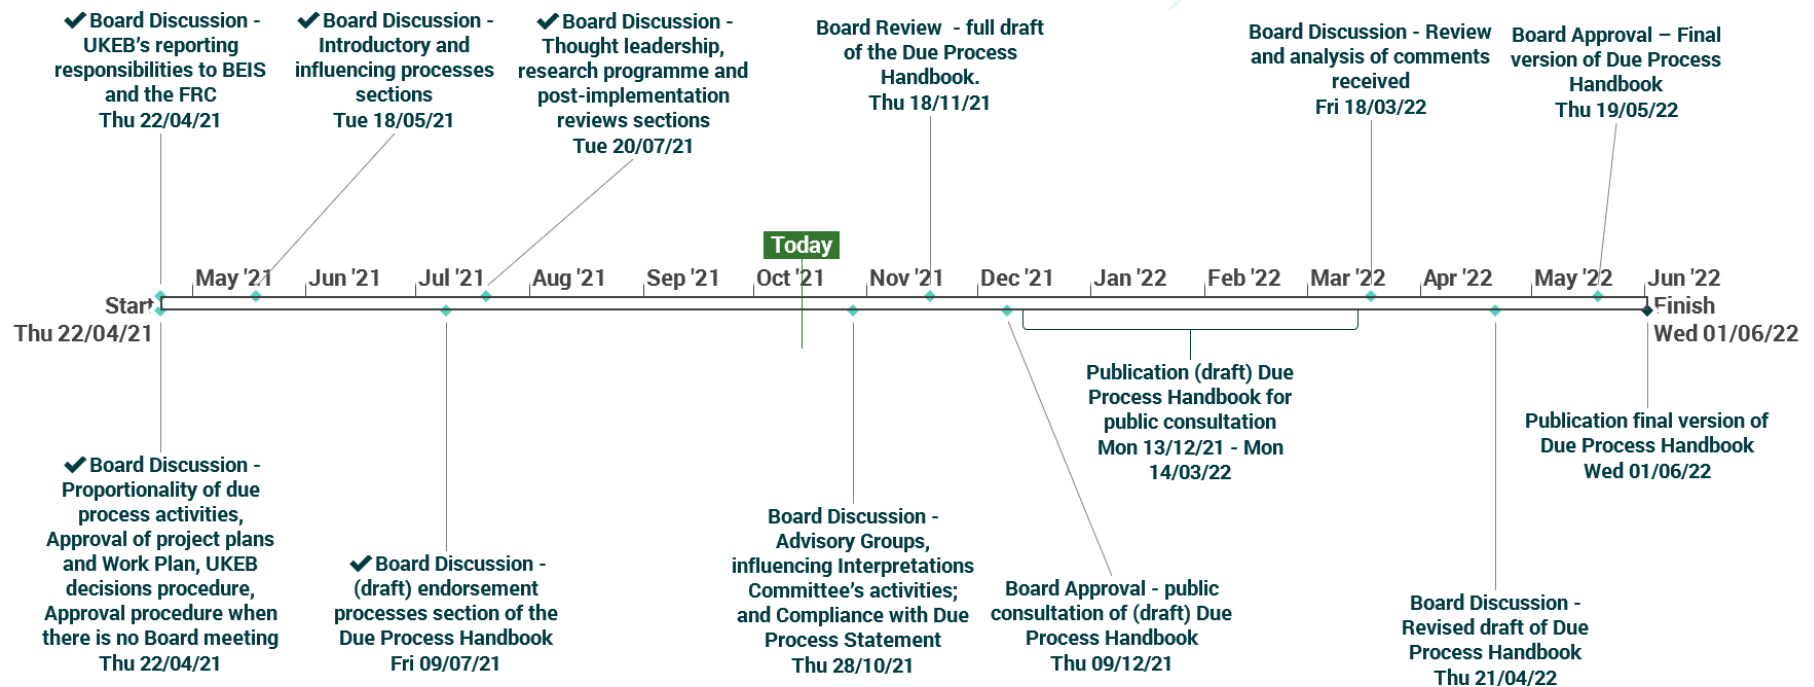 ✔ Board Discussion -
UKEB's reporting
responsibilities to BEIS
and the FRC
Thu 22/04/21
✔ Board Discussion -
Introductory and
influencing processes
sections
Tue 18/05/21
✔ Board Discussion -
Thought leadership,
research programme and
post-implementation
reviews sections
Tue 20/07/21
Board Review - full draft
of the Due Process
Handbook.
Thu 18/11/21
Board Discussion - Review
and analysis of comments
received
Fri 18/03/22
Board Approval – Final
version of Due Process
Handbook
Thu 19/05/22
Today
May '21
Jun '21
Jul '21
Aug '21
Sep '21
Oct '21
Nov '21
Dec '21
Jan '22
Feb '22
Mar '22
Apr '22
May '22
Jun '22
Start
Thu 22/04/21
Finish
Wed 01/06/22
✔ Board Discussion -
Proportionality of due
process activities,
Approval of project plans
and Work Plan, UKEB
decisions procedure,
Approval procedure when
there is no Board meeting
Thu 22/04/21
✔ Board Discussion -
(draft) endorsement
processes section of the
Due Process Handbook
Fri 09/07/21
Board Discussion -
Advisory Groups,
influencing Interpretations
Committee's activities;
and Compliance with Due
Process Statement
Thu 28/10/21
Board Approval - public
consultation of (draft) Due
Process Handbook
Thu 09/12/21
Publication (draft) Due
Process Handbook for
public consultation
Mon 13/12/21 - Mon
14/03/22
Board Discussion -
Revised draft of Due
Process Handbook
Thu 21/04/22
Publication final version of
Due Process Handbook
Wed 01/06/22